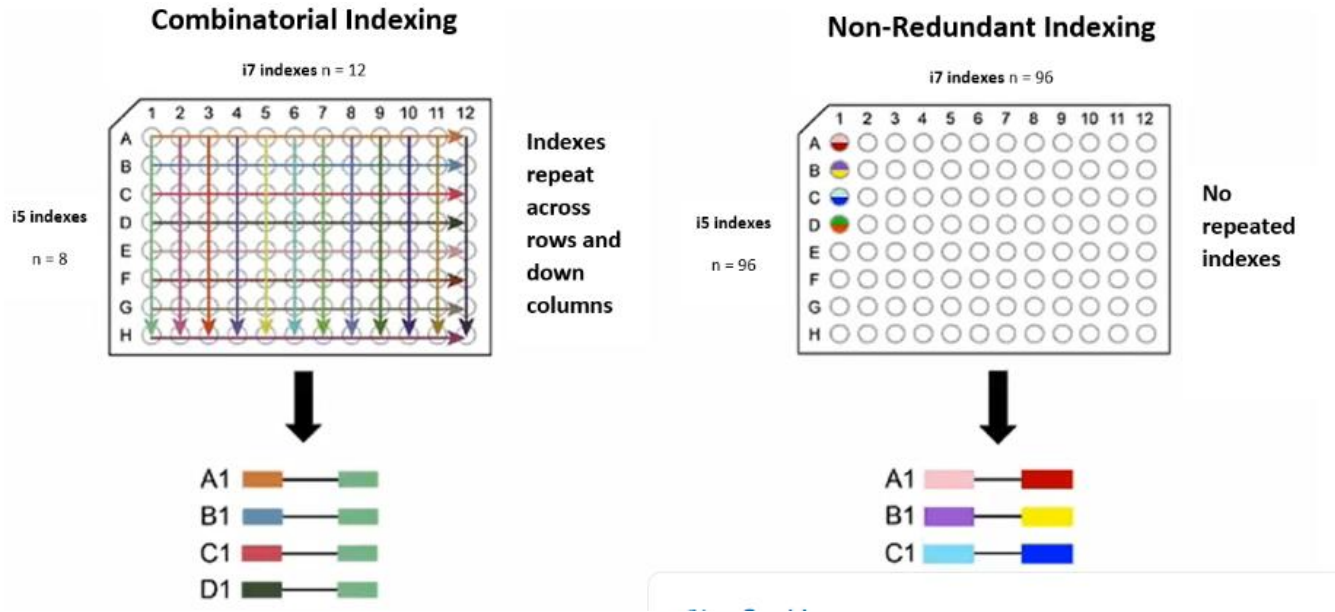 Combinatorial Indexing
i7 indexes n = 12
1 2 3 4 5 6 7 8 9 10 11 12
A
B
C
D
E
F
G
H
i5 indexes
n = 8
Indexes
repeat
across
rows and
down
columns
A1
B1
C1
D1
Non-Redundant Indexing
i7 indexes n = 96
1 2 3 4 5 6 7 8 9 10 11 12
A
B
C
D
E
F
G
H
i5 indexes
n = 96
No
repeated
indexes
A1
B1
C1